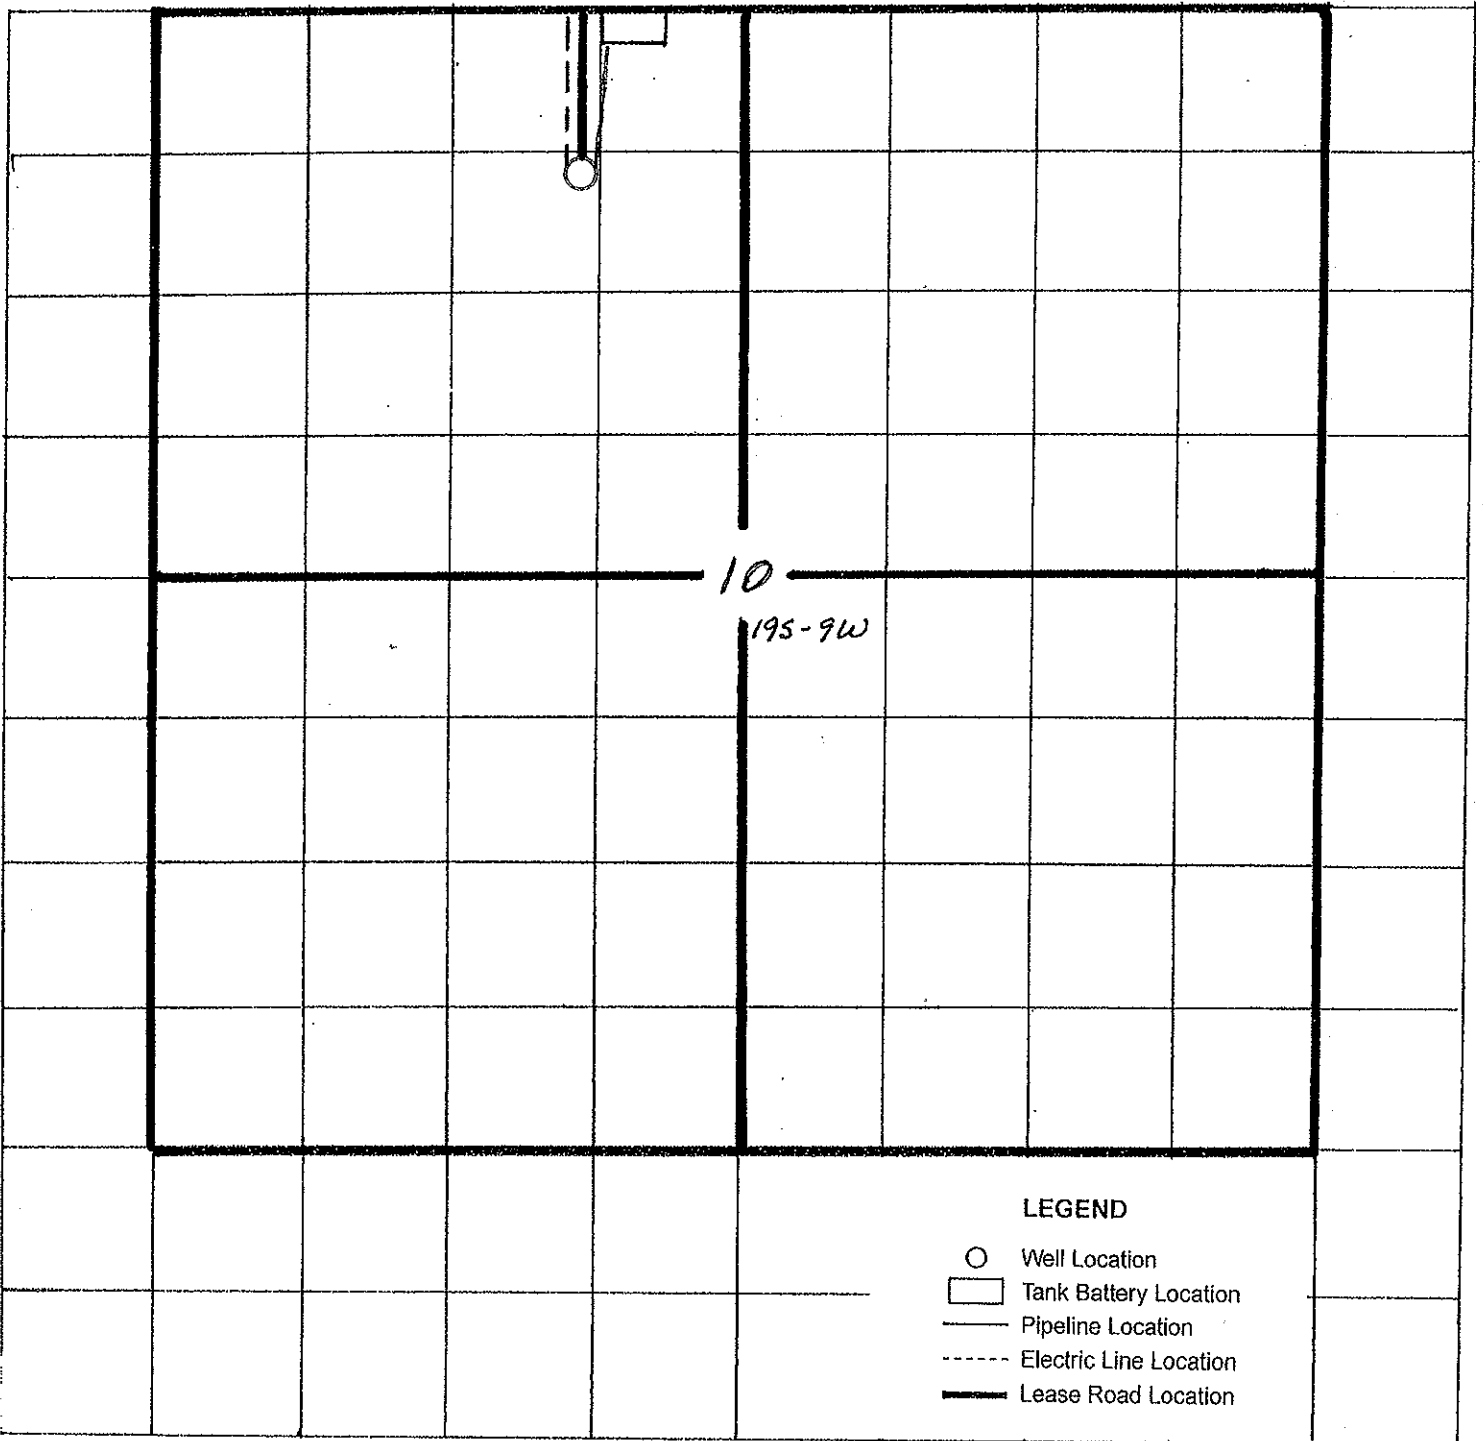 10
19S-9W
LEGEND
Well Location
Tank Battery Location
Pipeline Location
Electric Line Location
Lease Road Location